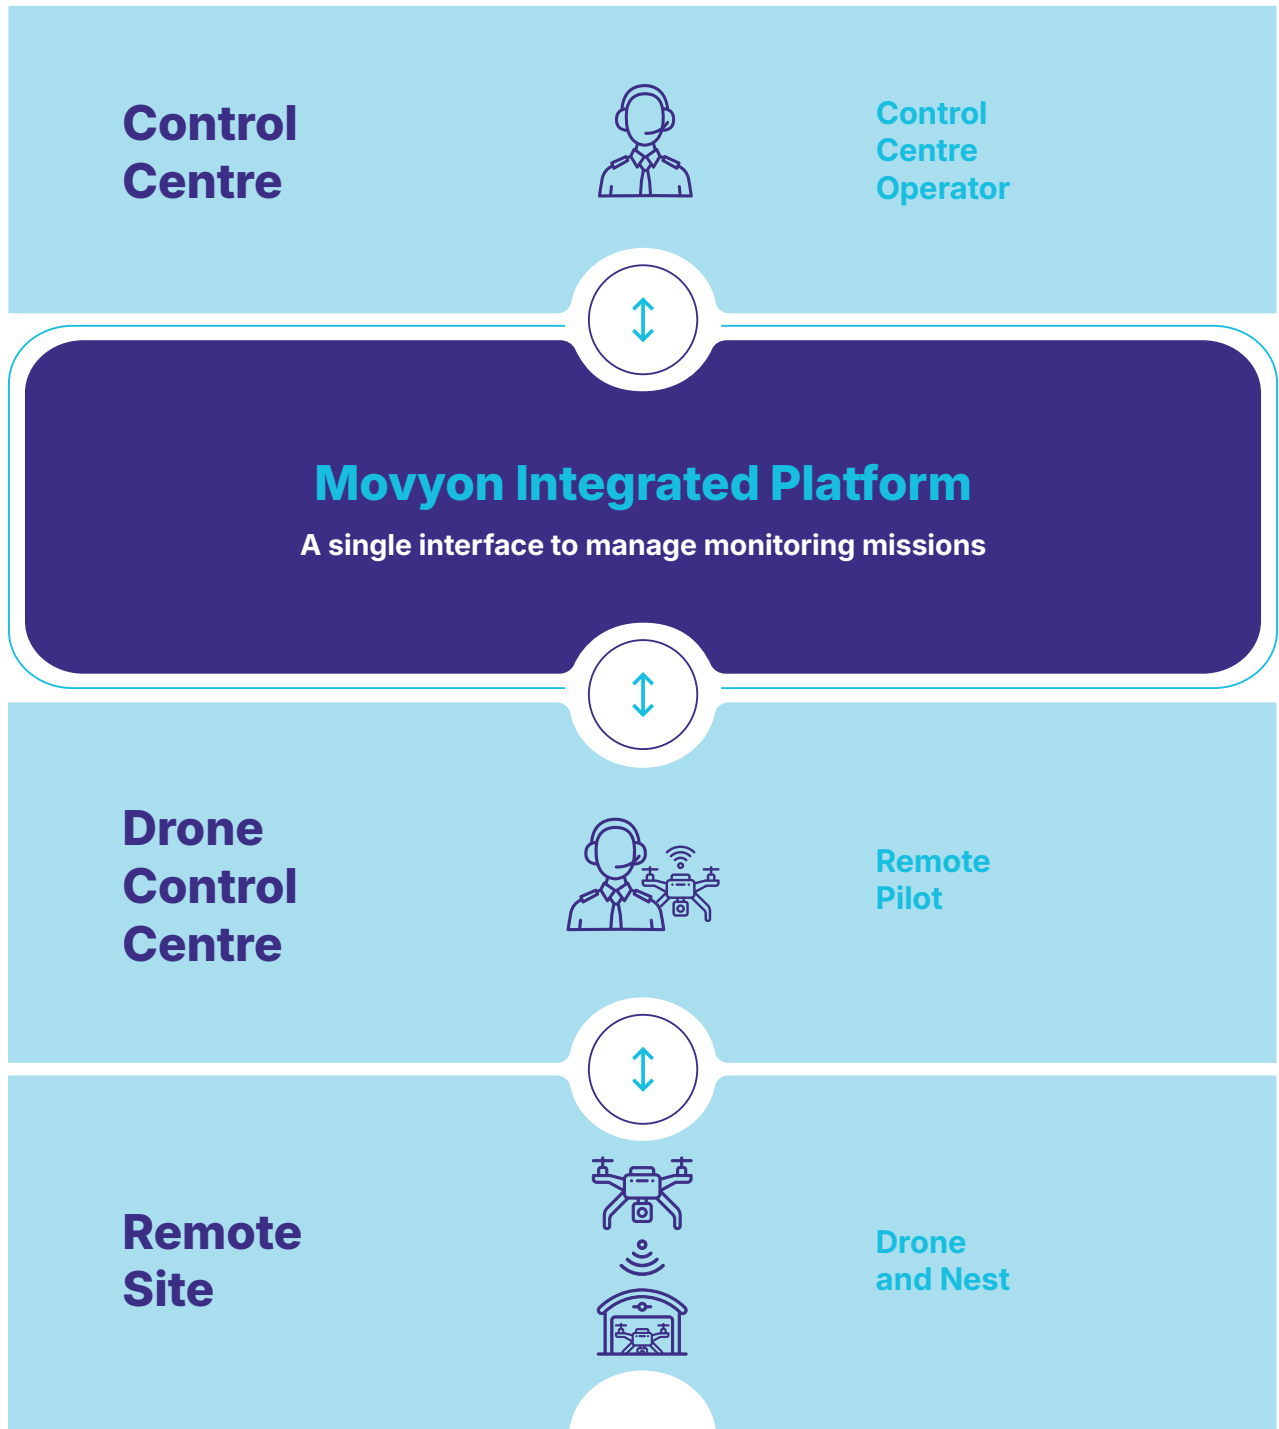 Control
Centre
Control
Centre
Operator
Movyon Integrated Platform
A single interface to manage monitoring missions
Drone
Control
Centre
Remote
Pilot
Remote
Site
Drone
and Nest